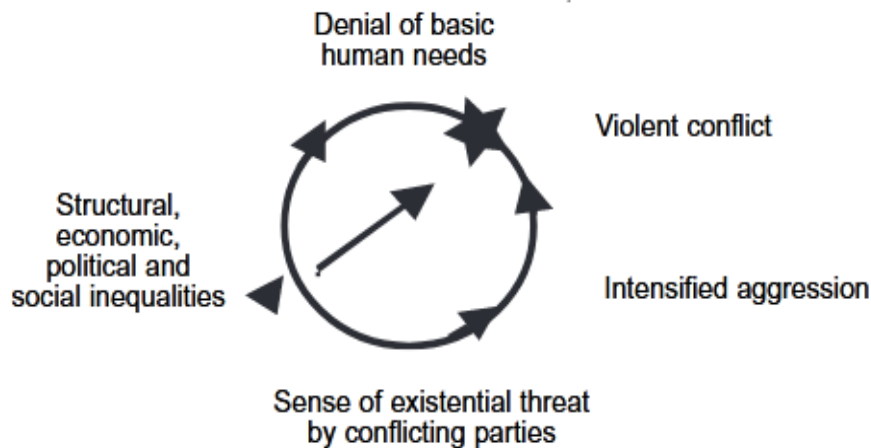 Denial of basic
human needs
Violent conflict
Structural,
economic,
political and
social inequalities
Intensified aggression
Sense of existential threat
by conflicting parties